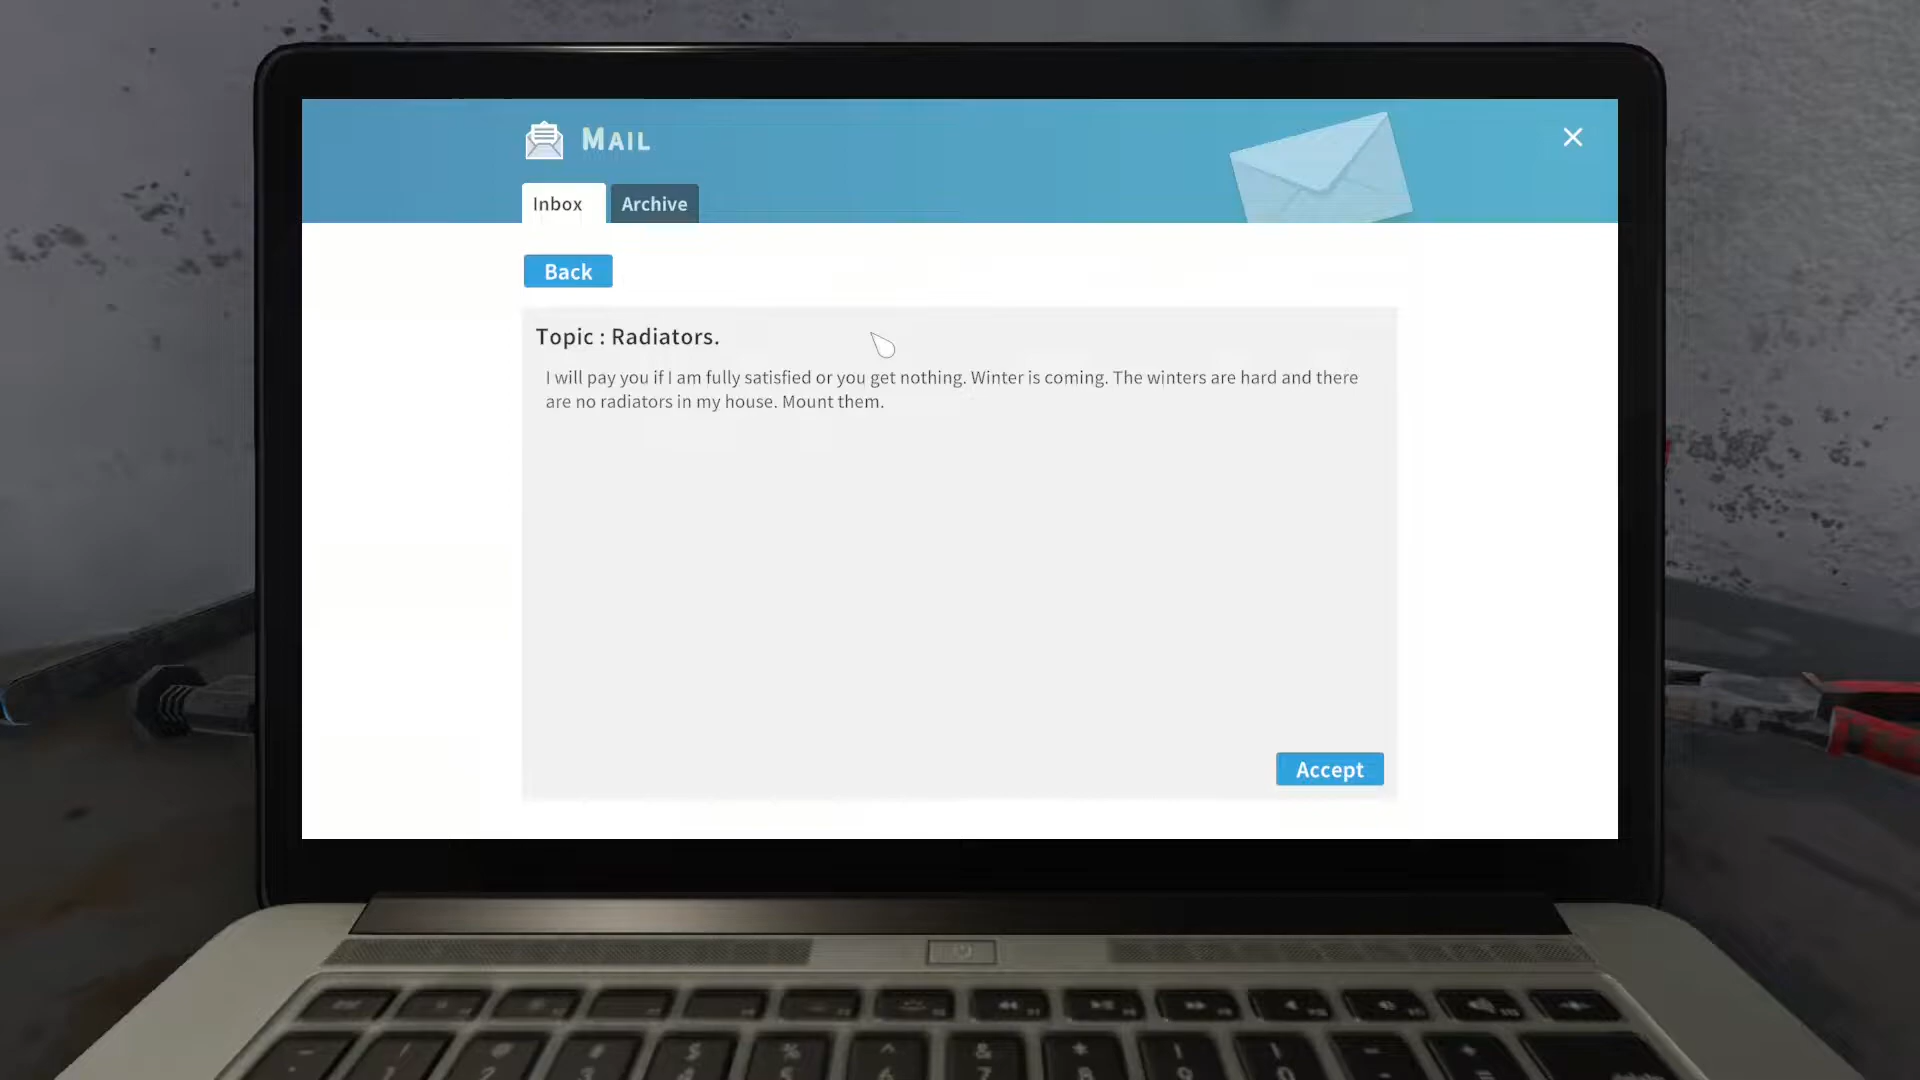 MAIL
Inbox
Archive
Back
Topic : Radiators.
I will pay you if I am fully satisfied or you get nothing. Winter is coming. The winters are hard and there
are no radiators in my house. Mount them.
Accept